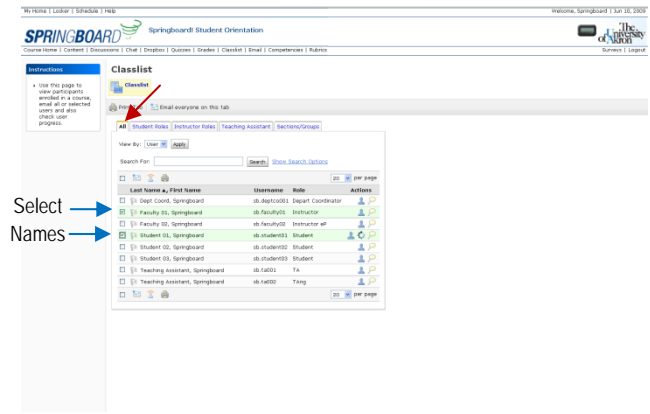 My Home | Locker | Schedule | Help
Welcome, Springboard | Jun 10, 2009
SPRINGBOARD
Springboard! Student Orientation
The University of Akron
Course Home | Content | Discussions | Chat | Dropbox | Quizzes | Grades | Classlist | Email | Competencies | Rubrics
Surveys | Logout
Instructions
Use this page to
view participants
enrolled in a course,
email all or selected
users and also
check user
progress.
Classlist
Classlist
Email everyone on this tab
All Student Roles Instructor Roles Teaching Assistant Sections/Groups
View By: User Apply
Search For: Search Show Search Options
20 per page
Last Name ▲, First Name Username Role Actions
Dept Coord, Springboard sb.deptco001 Depart Coordinator
Faculty 01, Springboard sb.faculty01 Instructor
Faculty 02, Springboard sb.faculty02 Instructor eP
Student 01, Springboard sb.student01 Student
Student 02, Springboard sb.student02 Student
Student 03, Springboard sb.student03 Student
Teaching Assistant, Springboard sb.ta001 TA
Teaching Assistant, Springboard sb.ta002 TAng
20 per page
Select
Names